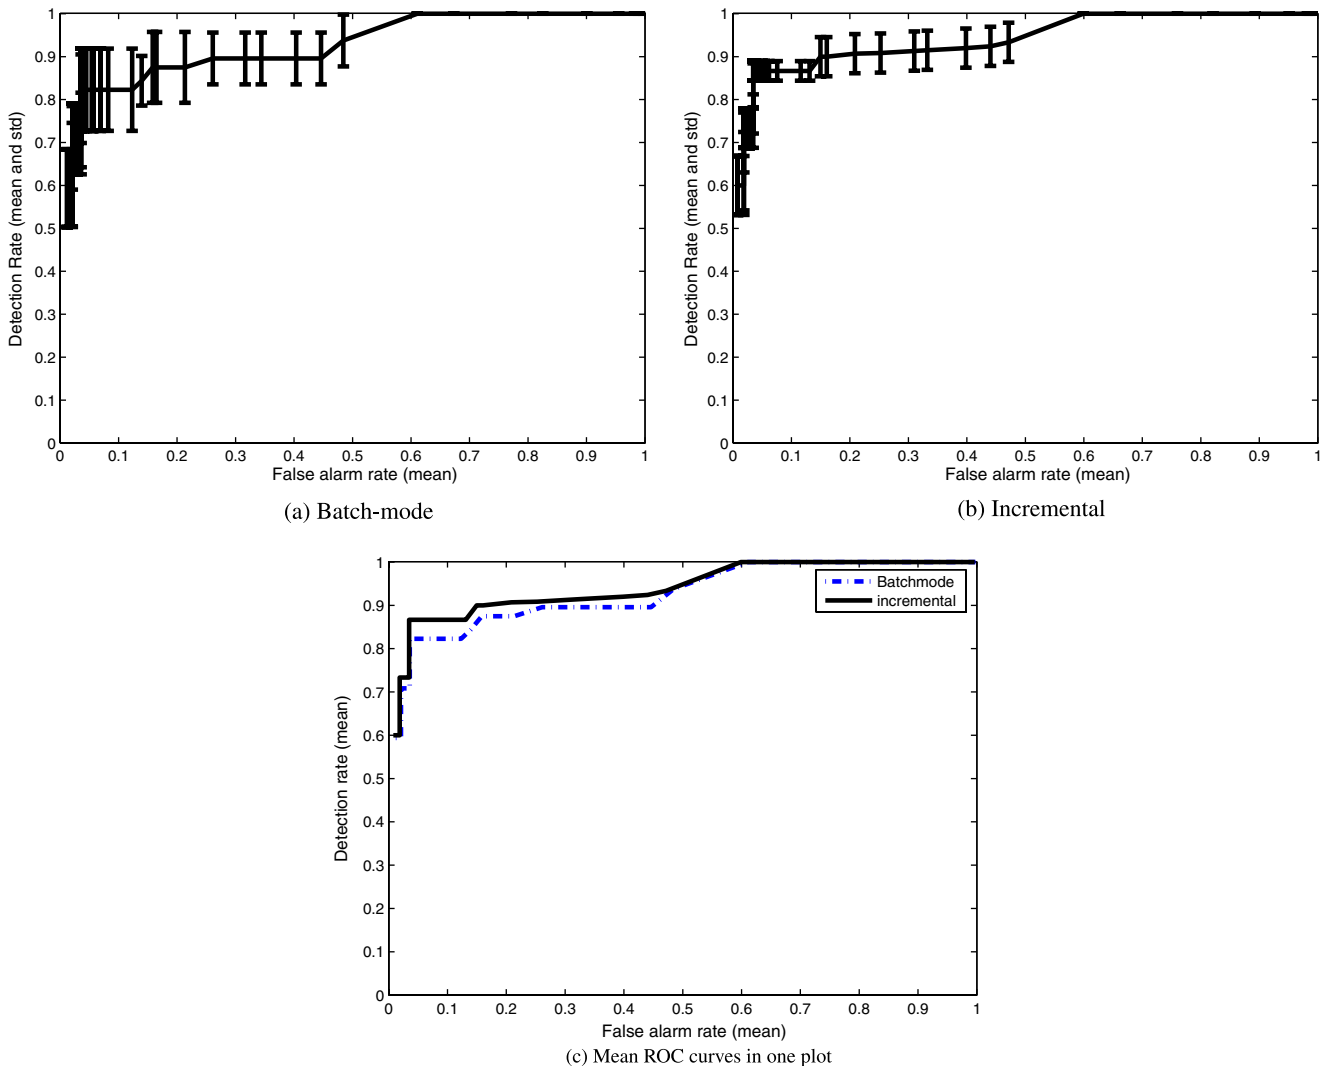 Detection Rate (mean and std)
1
0.9
0.8
0.7
0.6
0.5
0.4
0.3
0.2
0.1
0
0 0.1 0.2 0.3 0.4 0.5 0.6 0.7 0.8 0.9 1
False alarm rate (mean)
(a) Batch-mode
Detection Rate (mean and std)
1
0.9
0.8
0.7
0.6
0.5
0.4
0.3
0.2
0.1
0
0 0.1 0.2 0.3 0.4 0.5 0.6 0.7 0.8 0.9 1
False alarm rate (mean)
(b) Incremental
Detection rate (mean)
1
0.9
0.8
0.7
0.6
0.5
0.4
0.3
0.2
0.1
0
Batchmode
incremental
0 0.1 0.2 0.3 0.4 0.5 0.6 0.7 0.8 0.9 1
False alarm rate (mean)
(c) Mean ROC curves in one plot